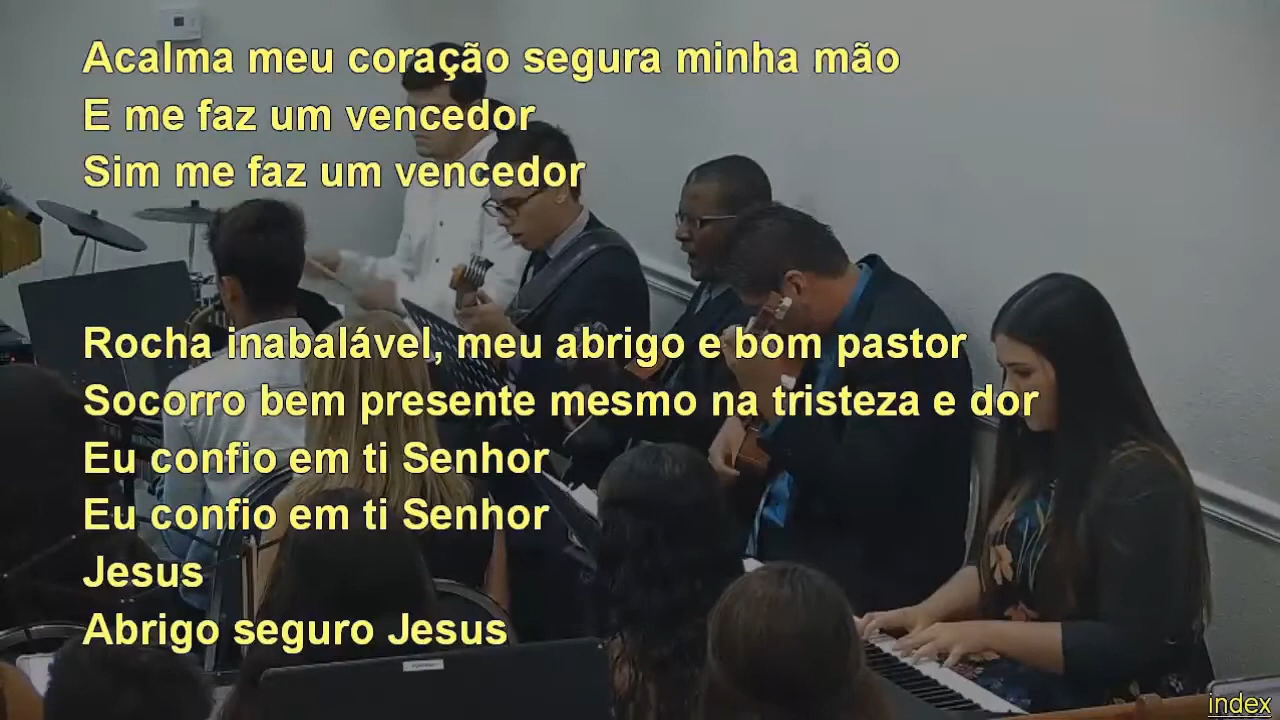 Acalma meu coração segura minha mão
E me faz um vencedor
Sim me faz um vencedor
Rocha inabalável, meu abrigo e bom pastor
Socorro bem presente mesmo na tristeza e dor
Eu confio em ti Senhor
Eu confio em ti Senhor
Jesus
Abrigo seguro Jesus
index